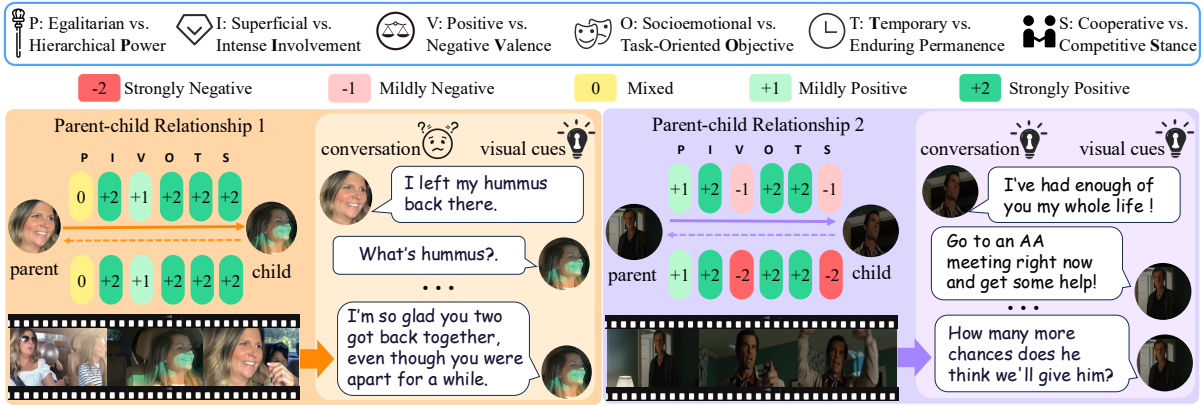 P: Egalitarian vs.
Hierarchical Power
I: Superficial vs.
Intense Involvement
V: Positive vs.
Negative Valence
O: Socioemotional vs.
Task-Oriented Objective
T: Temporary vs.
Enduring Permanence
S: Cooperative vs.
Competitive Stance
-2 Strongly Negative
-1 Mildly Negative
0 Mixed
+1 Mildly Positive
+2 Strongly Positive
Parent-child Relationship 1
P I V O T S
0 +2 +1 +2 +2 +2
parent
child
0 +2 +1 +2 +2 +2
conversation
? ? ? ?
visual cues
I left my hummus
back there.
What's hummus?.
...
I'm so glad you two
got back together,
even though you were
apart for a while.
Parent-child Relationship 2
P I V O T S
+1 +2 -1 +2 +2 -1
parent
child
+1 +2 -2 +2 +2 -2
conversation
visual cues
I've had enough of
you my whole life !
Go to an AA
meeting right now
and get some help!
...
How many more
chances does he
think we'll give him?